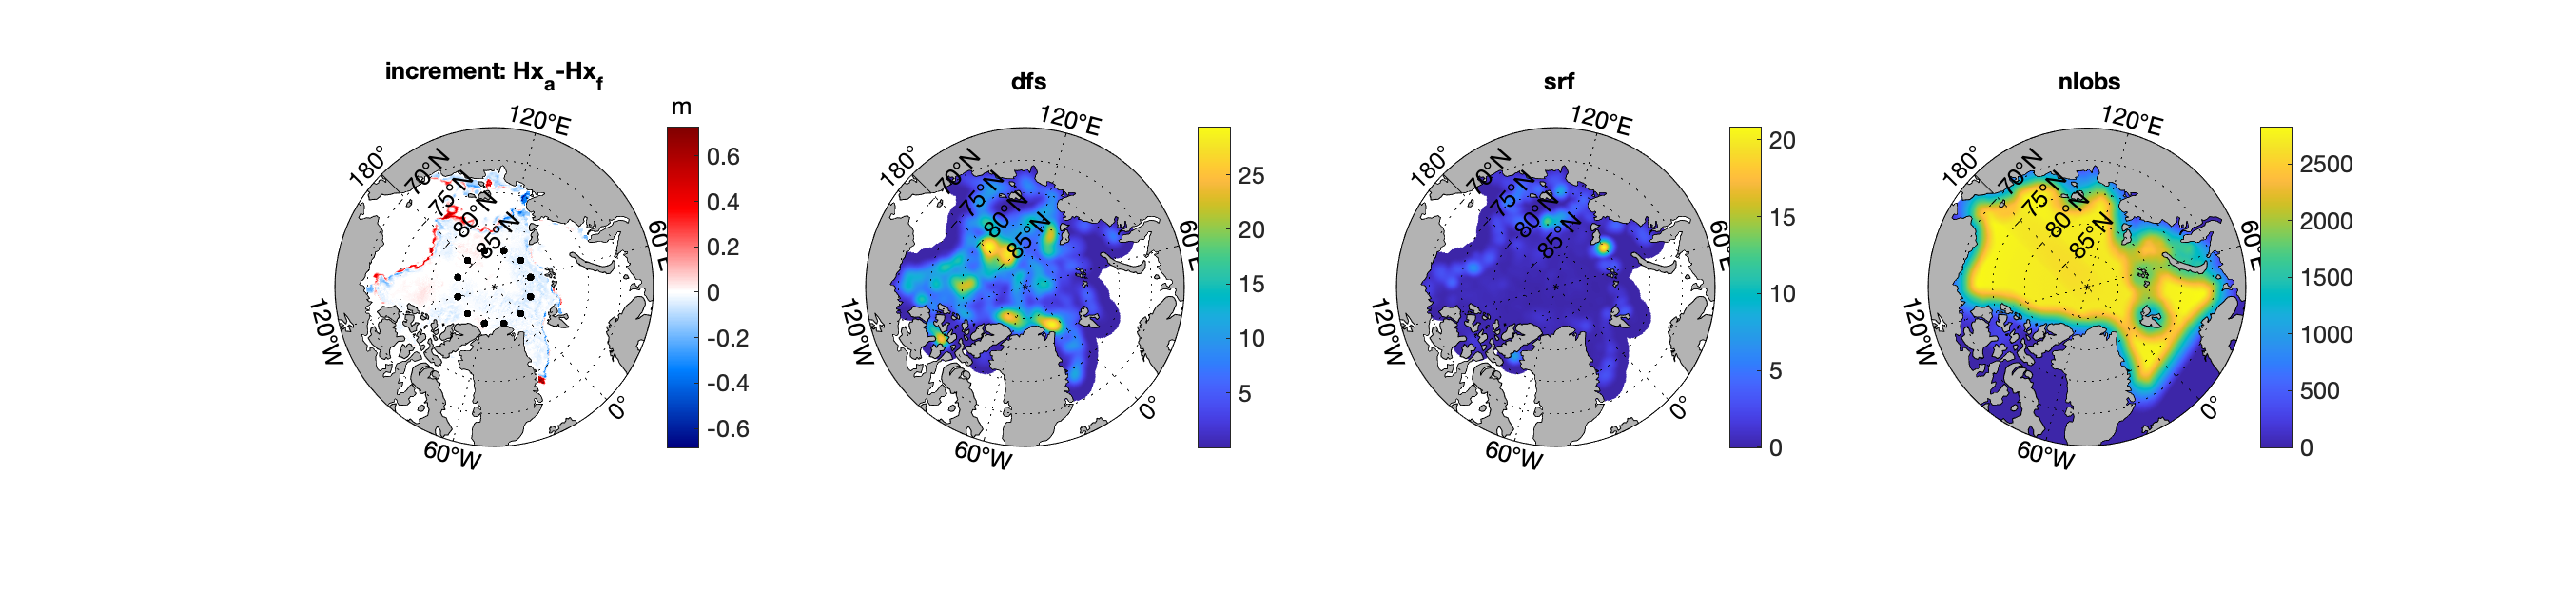 increment: Hxa-Hxf
m
120°E
180°
70°N
75°N
80°N
85°N
60°E
120°W
60°W
0°
0.6
0.4
0.2
0
-0.2
-0.4
-0.6
dfs
120°E
180°
70°N
75°N
80°N
85°N
60°E
120°W
60°W
0°
25
20
15
10
5
srf
120°E
180°
70°N
75°N
80°N
85°N
60°E
120°W
60°W
0°
20
15
10
5
0
nlobs
120°E
180°
70°N
75°N
80°N
85°N
60°E
120°W
60°W
0°
2500
2000
1500
1000
500
0